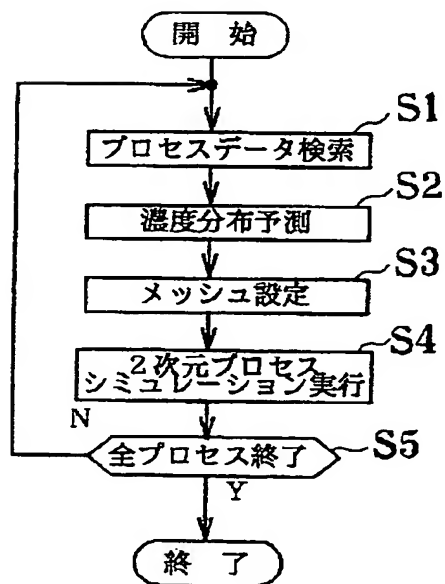 開 始
S1
プロセスデータ検索
S2
濃度分布予測
S3
メッシュ設定
S4
2次元プロセス
シミュレーション実行
N
S5
全プロセス終了
Y
終 了